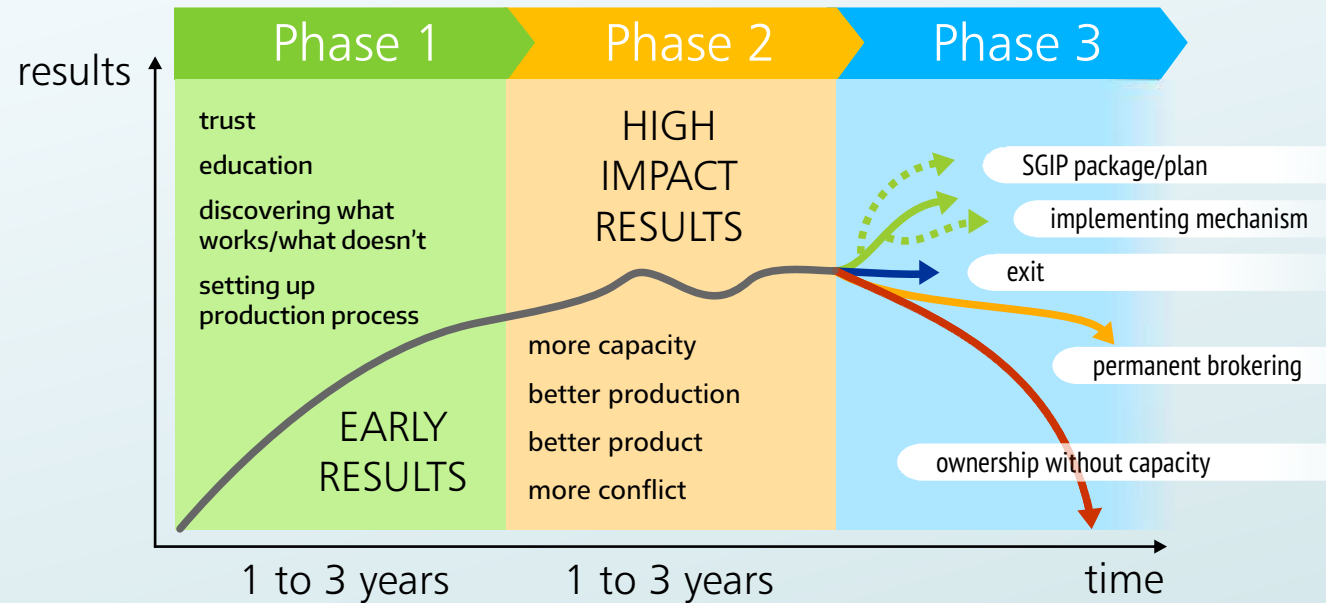 Phase 1
Phase 2
Phase 3
results
trust
education
discovering what
works/what doesn't
setting up
production process
EARLY
RESULTS
HIGH
IMPACT
RESULTS
more capacity
better production
better product
more conflict
SGIP package/plan
implementing mechanism
exit
permanent brokering
ownership without capacity
1 to 3 years
1 to 3 years
time